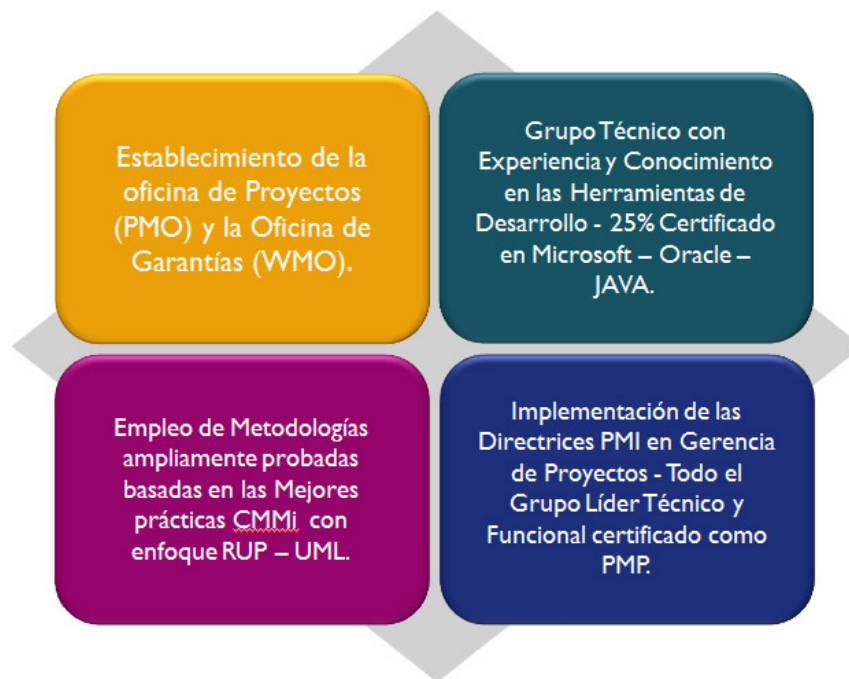 Establecimiento de la
oficina de Proyectos
(PMO) y la Oficina de
Garantías (WMO).
Grupo Técnico con
Experiencia y Conocimiento
en las Herramientas de
Desarrollo - 25% Certificado
en Microsoft – Oracle –
JAVA.
Empleo de Metodologías
ampliamente probadas
basadas en las Mejores
prácticas CMMi con
enfoque RUP – UML.
Implementación de las
Directrices PMI en Gerencia
de Proyectos - Todo el
Grupo Líder Técnico y
Funcional certificado como
PMP.